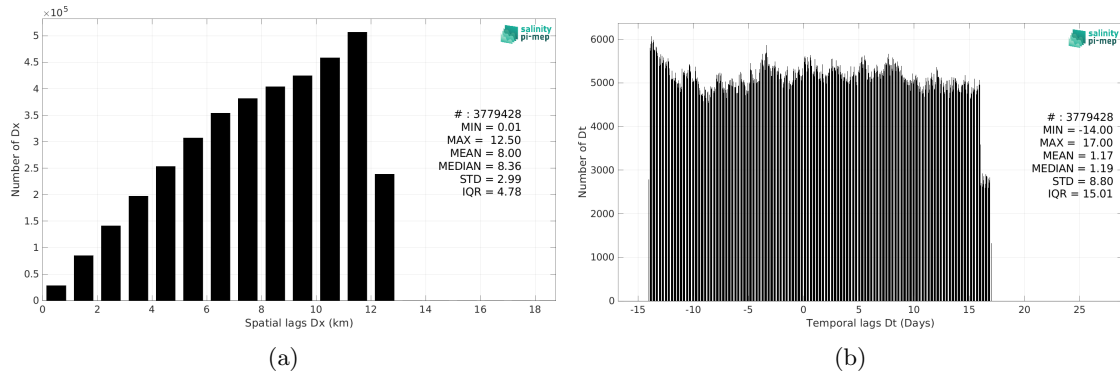 ×10^5
5
4.5
4
3.5
3
2.5
2
1.5
1
0.5
0
Number of Dx
0 2 4 6 8 10 12 14 16 18
Spatial lags Dx (km)
salinity
pi-mep
# : 3779428
MIN = 0.01
MAX = 12.50
MEAN = 8.00
MEDIAN = 8.36
STD = 2.99
IQR = 4.78
(a)
6000
5000
4000
3000
2000
1000
0
Number of Dt
-15 -10 -5 0 5 10 15 20 25
Temporal lags Dt (Days)
salinity
pi-mep
# : 3779428
MIN = -14.00
MAX = 17.00
MEAN = 1.17
MEDIAN = 1.19
STD = 8.80
IQR = 15.01
(b)